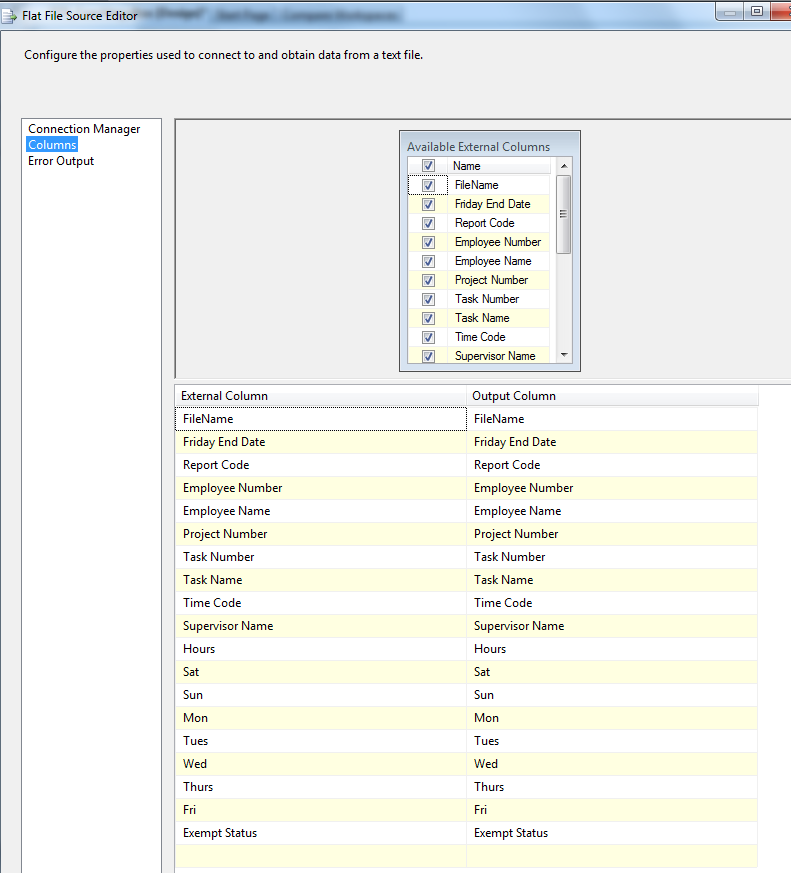 Flat File Source Editor
Configure the properties used to connect to and obtain data from a text file.
Connection Manager
Columns
Error Output
Available External Columns
Name
FileName
Friday End Date
Report Code
Employee Number
Employee Name
Project Number
Task Number
Task Name
Time Code
Supervisor Name
External Column Output Column
FileName FileName
Friday End Date Friday End Date
Report Code Report Code
Employee Number Employee Number
Employee Name Employee Name
Project Number Project Number
Task Number Task Number
Task Name Task Name
Time Code Time Code
Supervisor Name Supervisor Name
Hours Hours
Sat Sat
Sun Sun
Mon Mon
Tues Tues
Wed Wed
Thurs Thurs
Fri Fri
Exempt Status Exempt Status